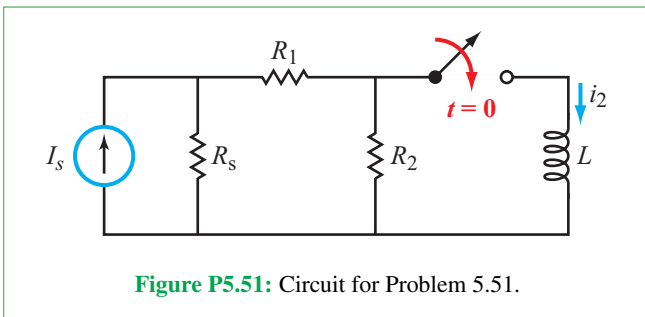 R1
t = 0
i2
Is
Rs
R2
L
Figure P5.51: Circuit for Problem 5.51.